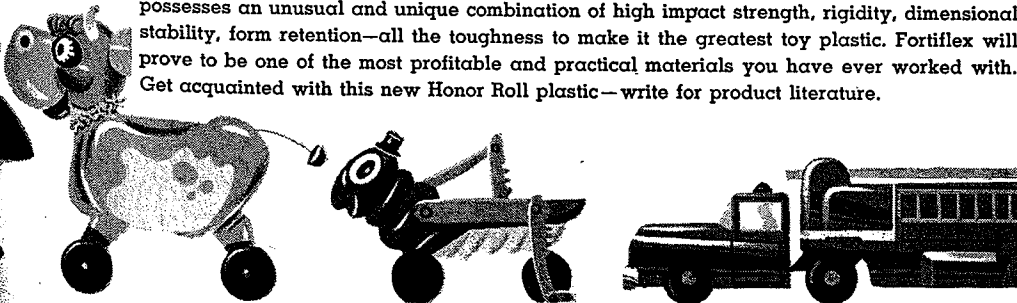 possesses an unusual and unique combination of high impact strength, rigidity, dimensional
stability, form retention—all the toughness to make it the greatest toy plastic. Fortiflex will
prove to be one of the most profitable and practical materials you have ever worked with.
Get acquainted with this new Honor Roll plastic—write for product literature.